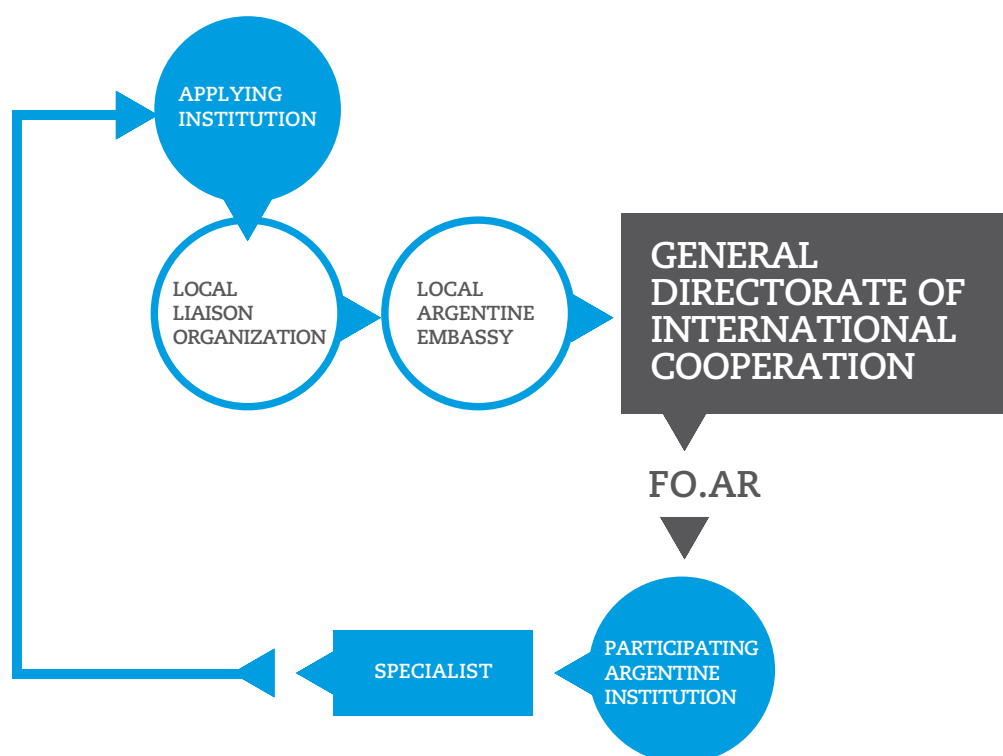 APPLYING
INSTITUTION
LOCAL
LIAISON
ORGANIZATION
LOCAL
ARGENTINE
EMBASSY
GENERAL
DIRECTORATE OF
INTERNATIONAL
COOPERATION
FO.AR
PARTICIPATING
ARGENTINE
INSTITUTION
SPECIALIST